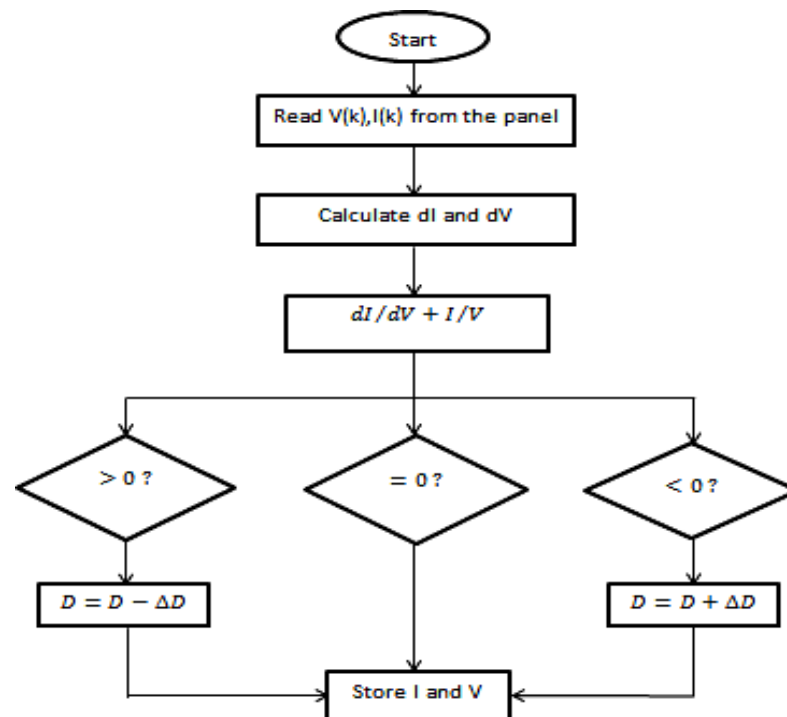 Start
Read V(k),I(k) from the panel
Calculate dI and dV
dI/dV + I/V
> 0 ?
= 0 ?
< 0 ?
D = D − ΔD
D = D + ΔD
Store I and V